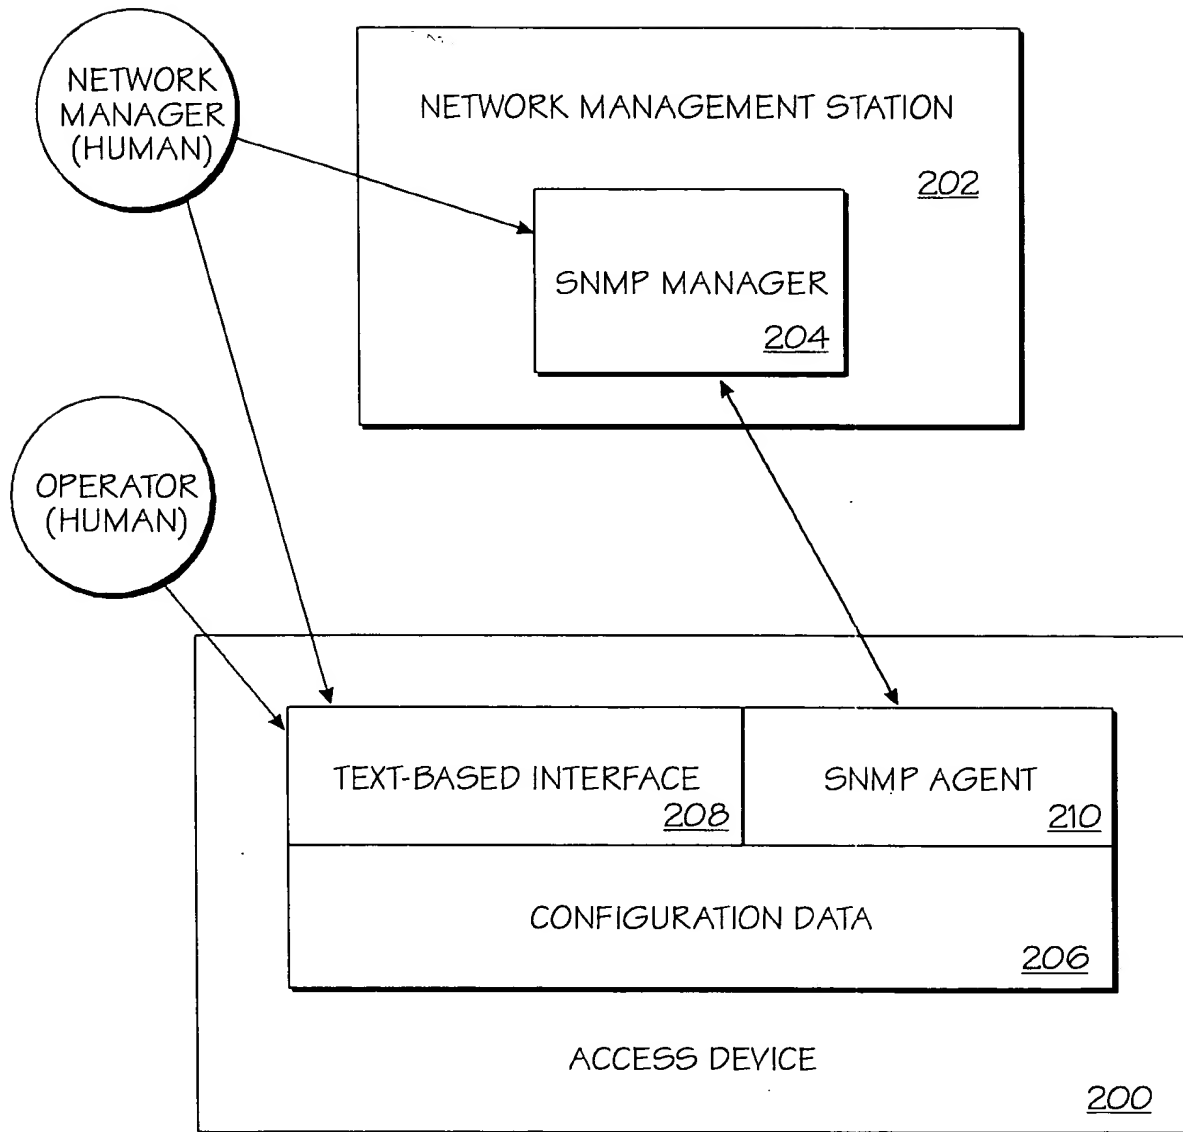 NETWORK
MANAGER
(HUMAN)
NETWORK MANAGEMENT STATION
202
SNMP MANAGER
204
OPERATOR
(HUMAN)
TEXT-BASED INTERFACE
208
SNMP AGENT
210
CONFIGURATION DATA
206
ACCESS DEVICE
200